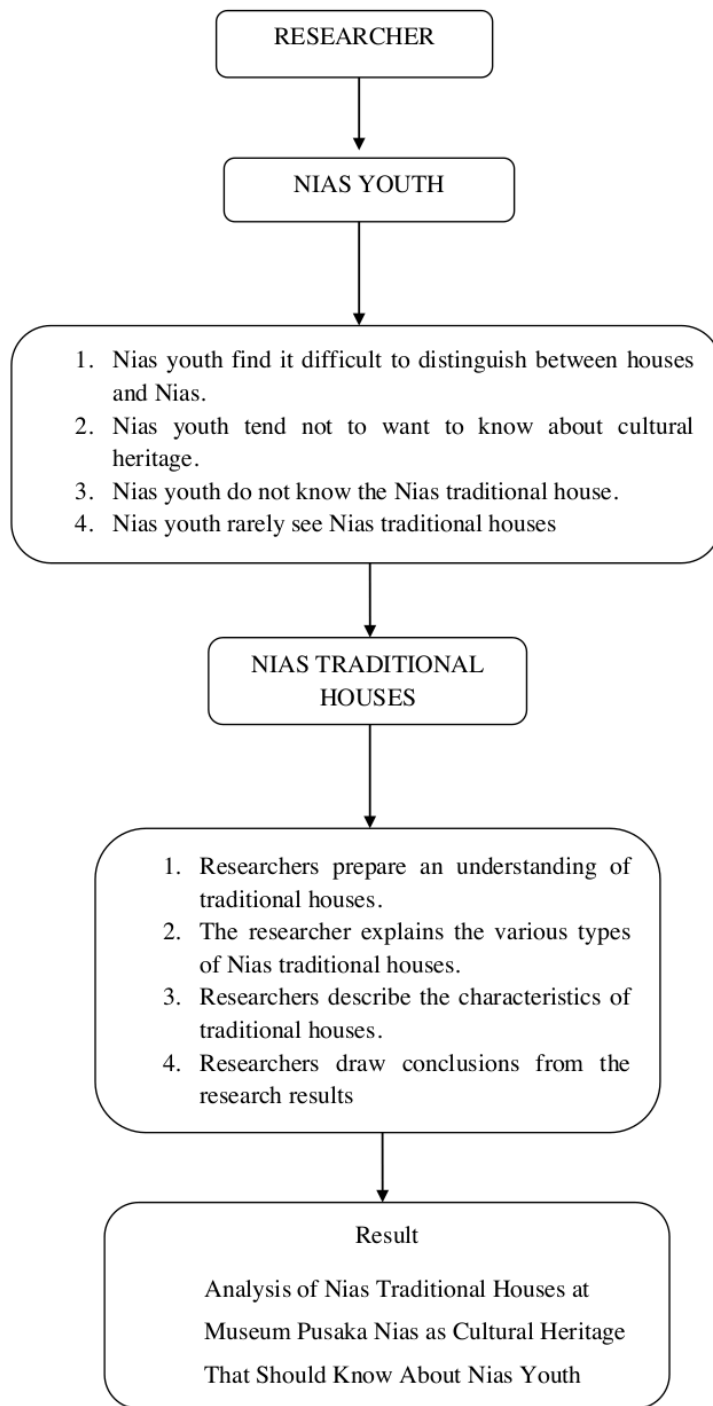 RESEARCHER
NIAS YOUTH
1. Nias youth find it difficult to distinguish between houses
and Nias.
2. Nias youth tend not to want to know about cultural
heritage.
3. Nias youth do not know the Nias traditional house.
4. Nias youth rarely see Nias traditional houses
NIAS TRADITIONAL
HOUSES
1. Researchers prepare an understanding of
traditional houses.
2. The researcher explains the various types
of Nias traditional houses.
3. Researchers describe the characteristics of
traditional houses.
4. Researchers draw conclusions from the
research results
Result
Analysis of Nias Traditional Houses at
Museum Pusaka Nias as Cultural Heritage
That Should Know About Nias Youth